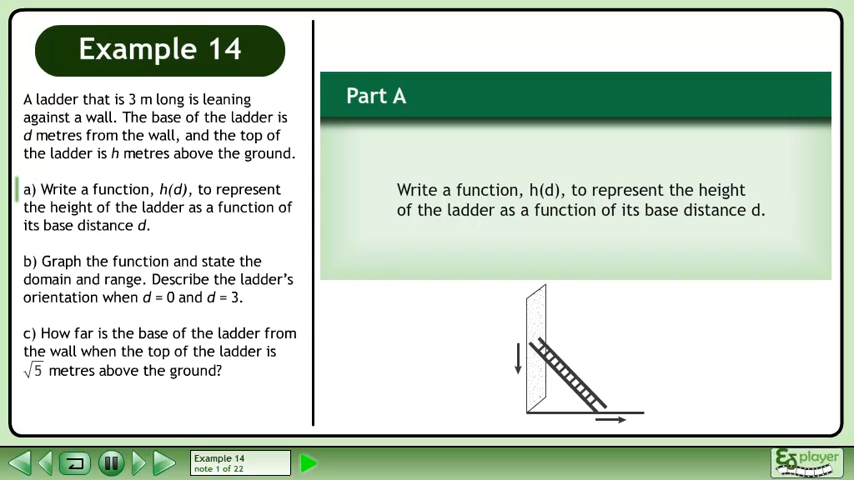 Example 14
A ladder that is 3 m long is leaning
against a wall. The base of the ladder is
d metres from the wall, and the top of
the ladder is h metres above the ground.
a) Write a function, h(d), to represent
the height of the ladder as a function of
its base distance d.
b) Graph the function and state the
domain and range. Describe the ladder's
orientation when d = 0 and d = 3.
c) How far is the base of the ladder from
the wall when the top of the ladder is
√5 metres above the ground?
Part A
Write a function, h(d), to represent the height
of the ladder as a function of its base distance d.
Example 14
note 1 of 22
player